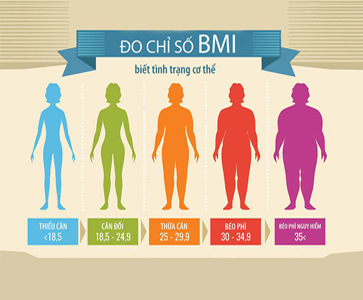 ĐO CHỈ SỐ BMI
biết tình trạng cơ thể
THIẾU CÂN
<18,5
CÂN ĐỐI
18,5 - 24,9
THỪA CÂN
25 - 29,9
BÉO PHÌ
30 - 34,9
BÉO PHÌ NGUY HIỂM
35<